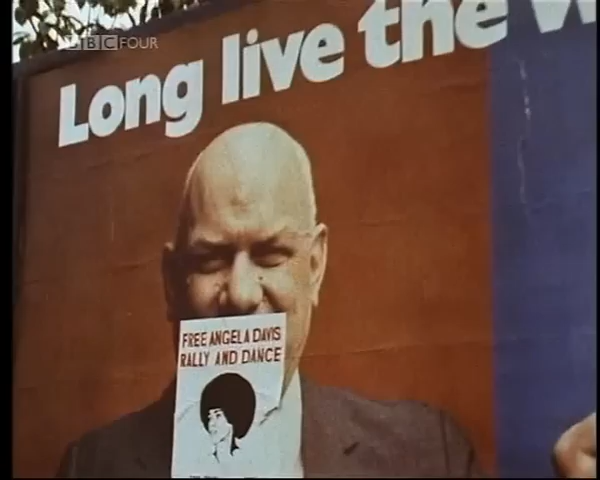 BBC FOUR
Long live the
FREE ANGELA DAVIS
RALLY AND DANCE